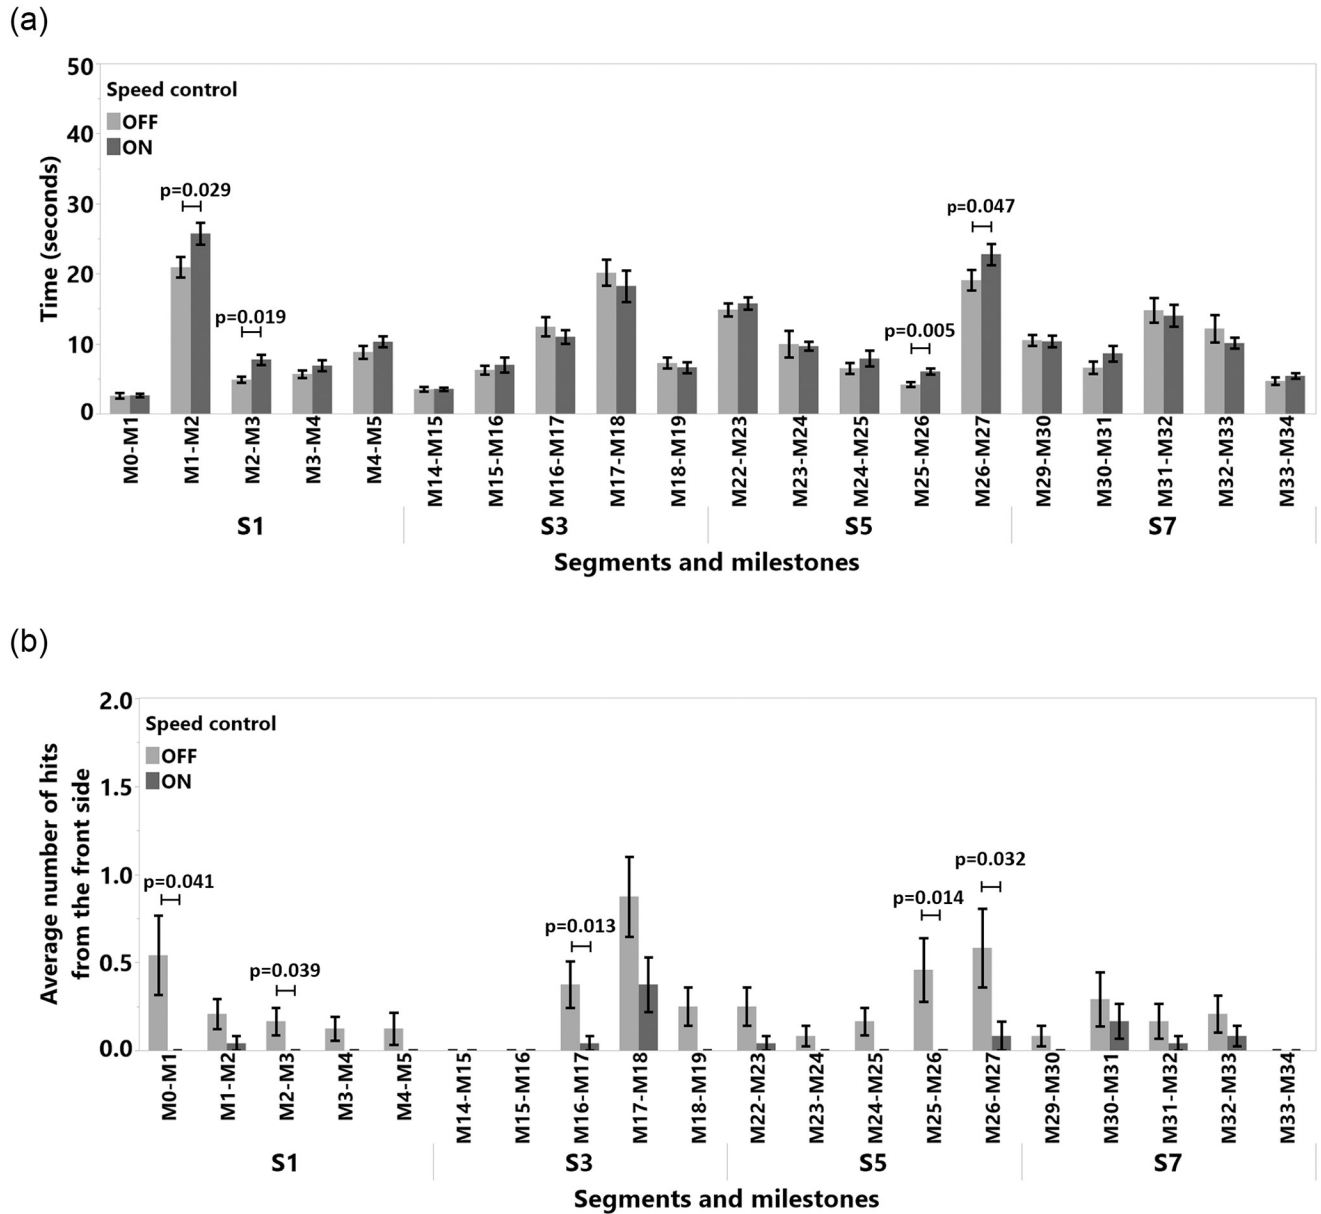 (a)
50
40
30
20
10
0
Time (seconds)
Speed control
OFF
ON
p=0.029
p=0.019
p=0.005
p=0.047
M0-M1
M1-M2
M2-M3
M3-M4
M4-M5
M14-M15
M15-M16
M16-M17
M17-M18
M18-M19
M22-M23
M23-M24
M24-M25
M25-M26
M26-M27
M29-M30
M30-M31
M31-M32
M32-M33
M33-M34
S1 S3 S5 S7
Segments and milestones
(b)
2.0
1.5
1.0
0.5
0.0
Average number of hits
from the front side
Speed control
OFF
ON
p=0.041
p=0.039
p=0.013
p=0.014
p=0.032
M0-M1
M1-M2
M2-M3
M3-M4
M4-M5
M14-M15
M15-M16
M16-M17
M17-M18
M18-M19
M22-M23
M23-M24
M24-M25
M25-M26
M26-M27
M29-M30
M30-M31
M31-M32
M32-M33
M33-M34
S1 S3 S5 S7
Segments and milestones